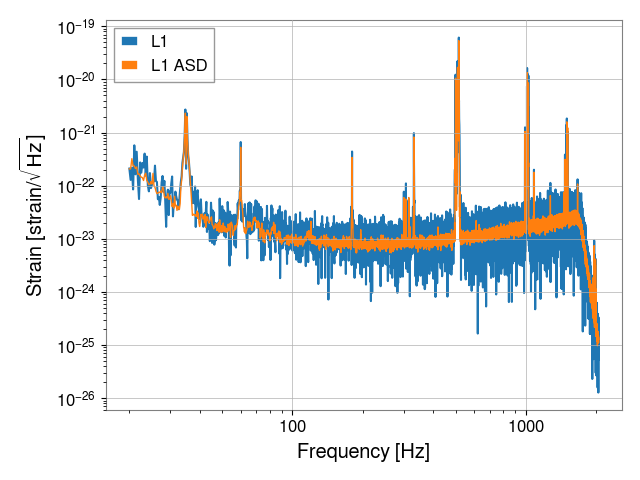 L1
L1 ASD
10⁻¹⁹
10⁻²⁰
10⁻²¹
10⁻²²
10⁻²³
10⁻²⁴
10⁻²⁵
10⁻²⁶
Strain [strain/√Hz]
100
1000
Frequency [Hz]